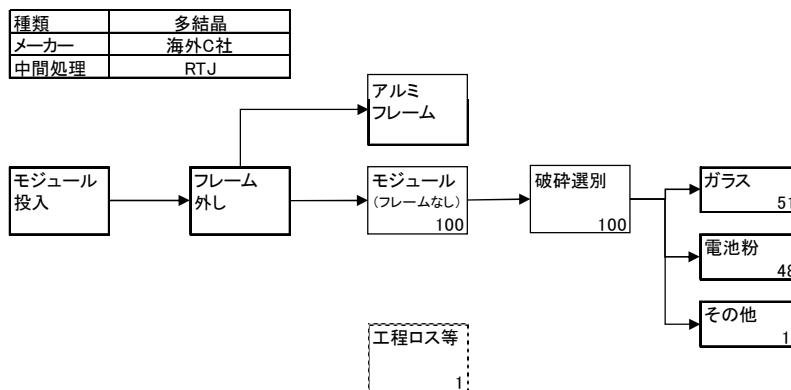 種類 多結晶
メーカー 海外C社
中間処理 RTJ
アルミ
フレーム
モジュール
投入
フレーム
外し
モジュール
(フレームなし)
100
破砕選別
100
ガラス
51
電池粉
48
その他
1
工程ロス等
1